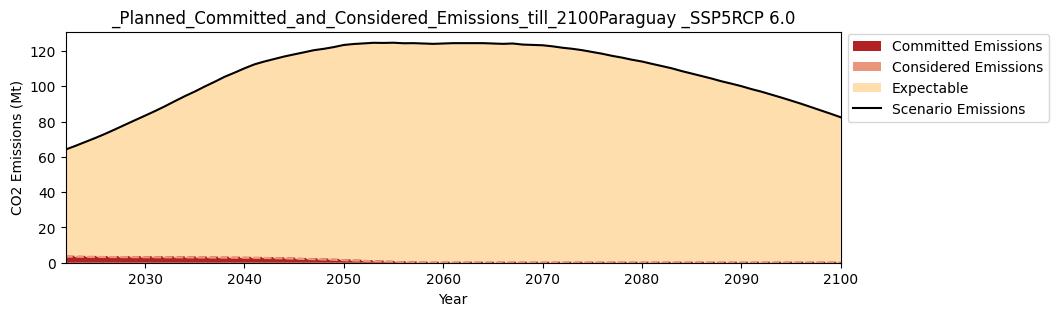 _Planned_Committed_and_Considered_Emissions_till_2100Paraguay _SSP5RCP 6.0
Committed Emissions
Considered Emissions
Expectable
Scenario Emissions
CO2 Emissions (Mt)
120
100
80
60
40
20
0
2030 2040 2050 2060 2070 2080 2090 2100
Year